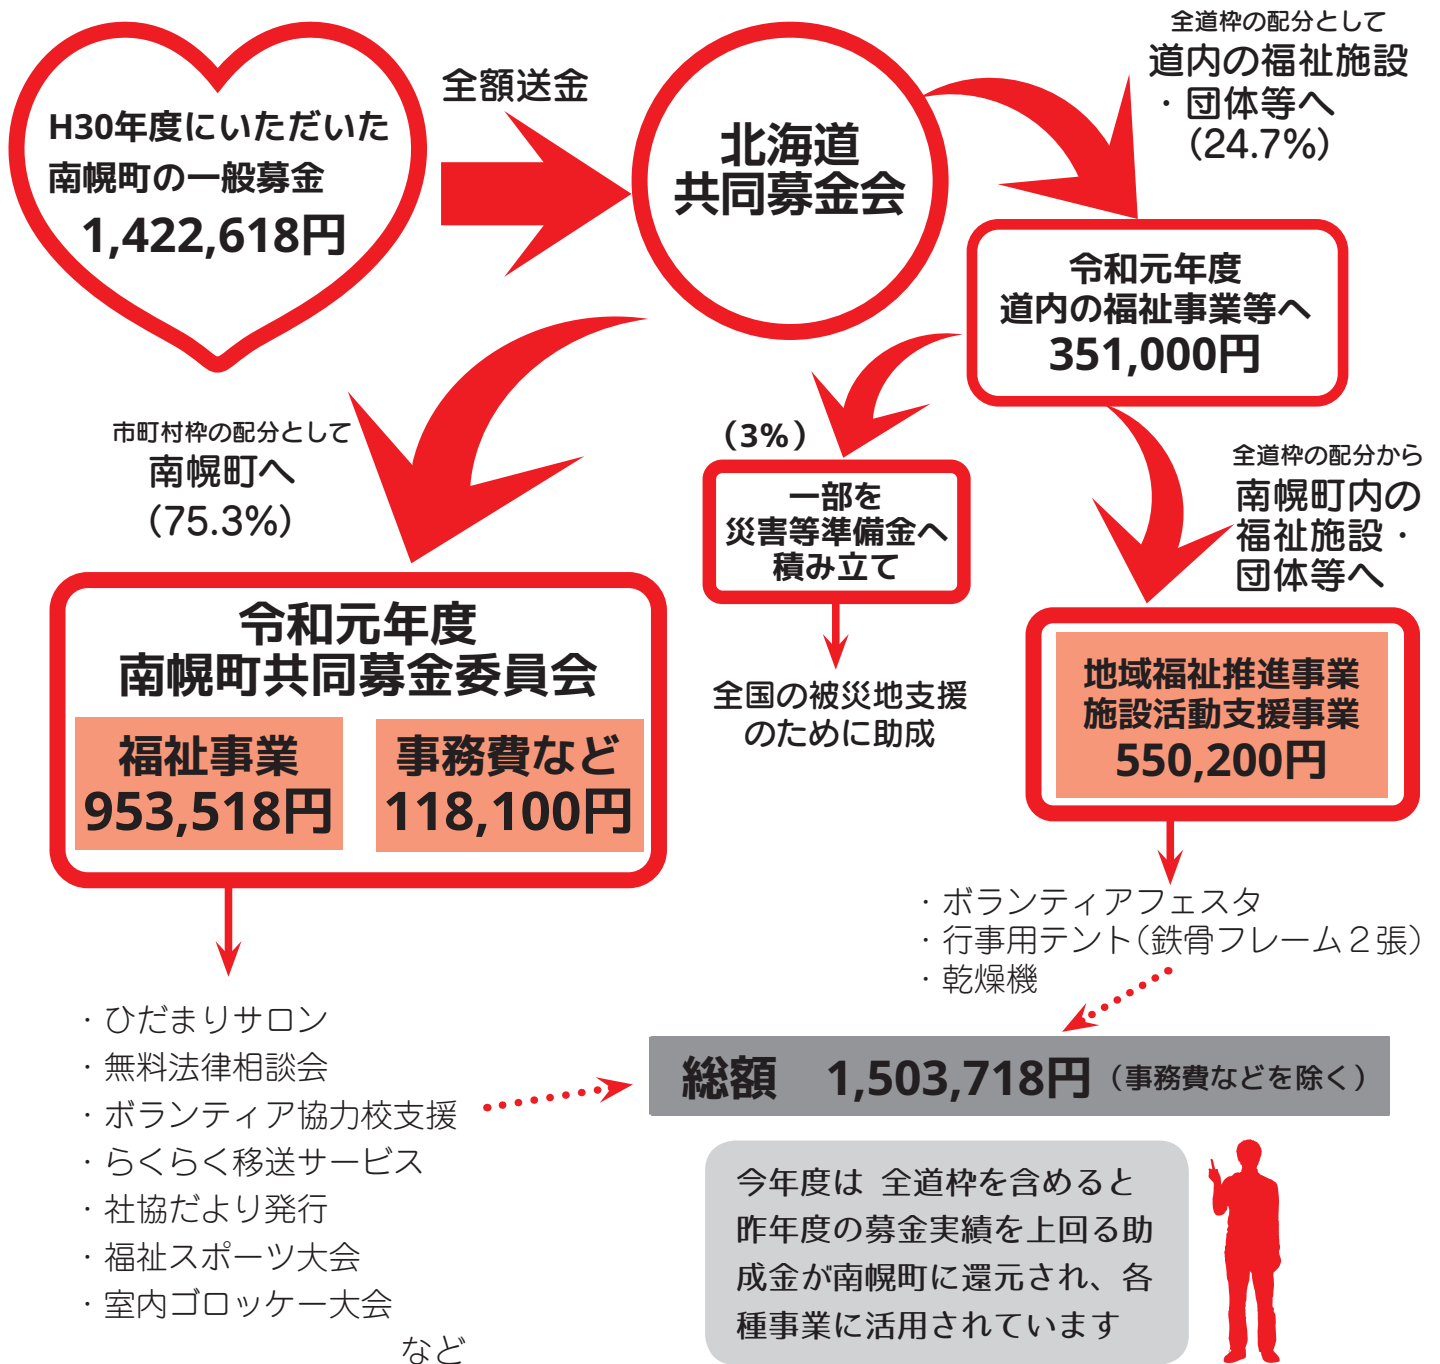 H30年度にいただいた
南幌町の一般募金
1,422,618円
全額送金
北海道
共同募金会
全道枠の配分として
道内の福祉施設
・団体等へ
(24.7%)
令和元年度
道内の福祉事業等へ
351,000円
市町村枠の配分として
南幌町へ
(75.3%)
(3%)
一部を
災害等準備金へ
積み立て
全国の被災地支援
のために助成
全道枠の配分から
南幌町内の
福祉施設・
団体等へ
令和元年度
南幌町共同募金委員会
福祉事業
953,518円
事務費など
118,100円
地域福祉推進事業
施設活動支援事業
550,200円
・ボランティアフェスタ
・行事用テント(鉄骨フレーム２張)
・乾燥機
・ひだまりサロン
・無料法律相談会
・ボランティア協力校支援
・らくらく移送サービス
・社協だより発行
・福祉スポーツ大会
・室内ゴロッケー大会
など
総額 1,503,718円（事務費などを除く）
今年度は 全道枠を含めると
昨年度の募金実績を上回る助
成金が南幌町に還元され、各
種事業に活用されています